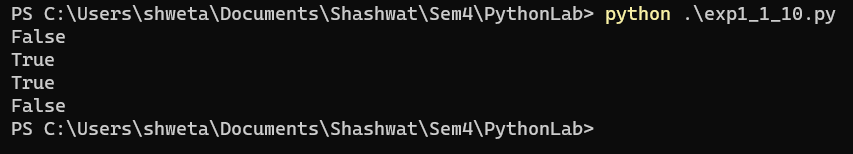 PS C:\Users\shweta\Documents\Shashwat\Sem4\PythonLab> python .\exp1_1_10.py
False
True
True
False
PS C:\Users\shweta\Documents\Shashwat\Sem4\PythonLab>